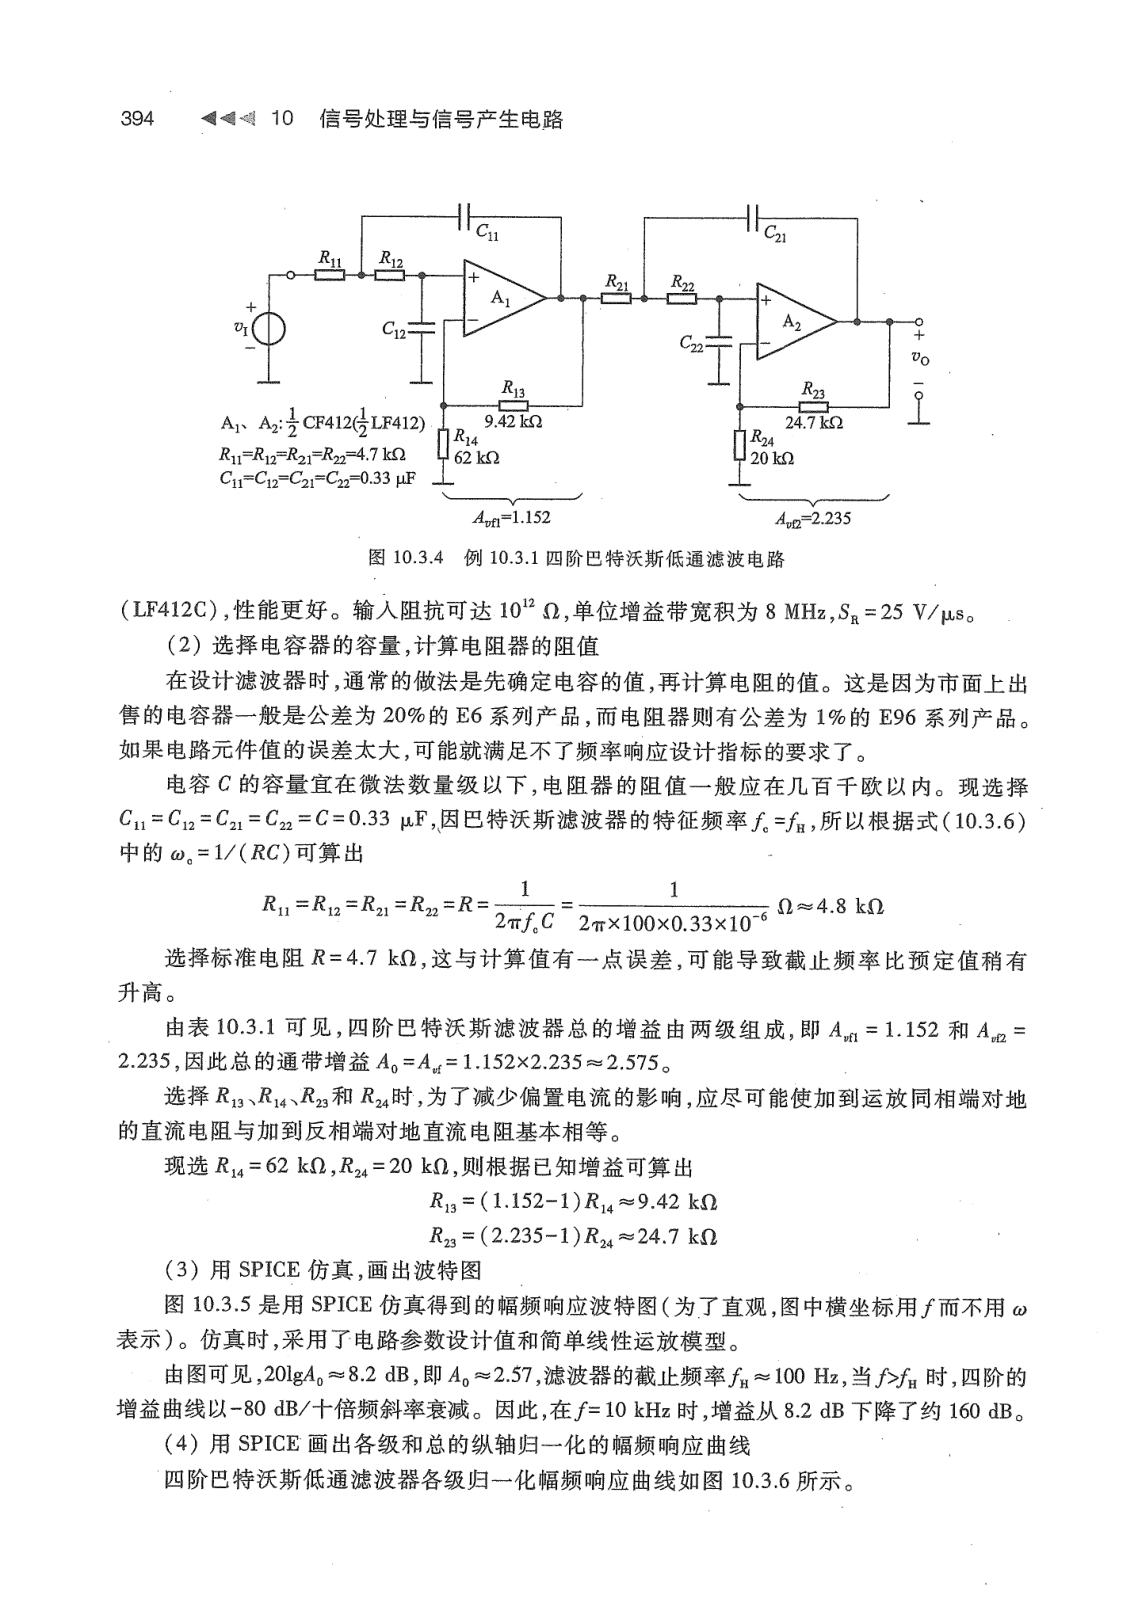 394 10 信号处理与信号产生电路
C11
C21
R11
R12
+
A1
−
R21
R22
+
A2
−
+
vI
−
C12
C22
+
vO
−
R13
9.42 kΩ
R23
24.7 kΩ
A1、A2:1/2 CF412(1/2 LF412)
R11=R12=R21=R22=4.7 kΩ
C11=C12=C21=C22=0.33 μF
R14
62 kΩ
R24
20 kΩ
Avf1=1.152
Avf2=2.235
图 10.3.4 例 10.3.1 四阶巴特沃斯低通滤波电路
(LF412C),性能更好。输入阻抗可达 10¹² Ω,单位增益带宽积为 8 MHz,SR=25 V/μs。
(2) 选择电容器的容量,计算电阻器的阻值
在设计滤波器时,通常的做法是先确定电容的值,再计算电阻的值。这是因为市面上出
售的电容器一般是公差为 20%的 E6 系列产品,而电阻器则有公差为 1%的 E96 系列产品。
如果电路元件值的误差太大,可能就满足不了频率响应设计指标的要求了。
电容 C 的容量宜在微法数量级以下,电阻器的阻值一般应在几百千欧以内。现选择
C11=C12=C21=C22=C=0.33 μF,因巴特沃斯滤波器的特征频率 fc=fH,所以根据式(10.3.6)
中的 ωc=1/(RC)可算出
R11=R12=R21=R22=R=1/(2πfcC)=1/(2π×100×0.33×10⁻⁶) Ω≈4.8 kΩ
选择标准电阻 R=4.7 kΩ,这与计算值有一点误差,可能导致截止频率比预定值稍有
升高。
由表 10.3.1 可见,四阶巴特沃斯滤波器总的增益由两级组成,即 Avf1=1.152 和 Avf2=
2.235,因此总的通带增益 A0=Avf=1.152×2.235≈2.575。
选择 R13、R14、R23和 R24时,为了减少偏置电流的影响,应尽可能使加到运放同相端对地
的直流电阻与加到反相端对地直流电阻基本相等。
现选 R14=62 kΩ,R24=20 kΩ,则根据已知增益可算出
R13=(1.152-1)R14≈9.42 kΩ
R23=(2.235-1)R24≈24.7 kΩ
(3) 用 SPICE 仿真,画出波特图
图 10.3.5 是用 SPICE 仿真得到的幅频响应波特图(为了直观,图中横坐标用 f 而不用 ω
表示)。仿真时,采用了电路参数设计值和简单线性运放模型。
由图可见,20lgA0≈8.2 dB,即 A0≈2.57,滤波器的截止频率 fH≈100 Hz,当 f>fH 时,四阶的
增益曲线以-80 dB/十倍频斜率衰减。因此,在 f=10 kHz 时,增益从 8.2 dB 下降了约 160 dB。
(4) 用 SPICE 画出各级和总的纵轴归一化的幅频响应曲线
四阶巴特沃斯低通滤波器各级归一化幅频响应曲线如图 10.3.6 所示。